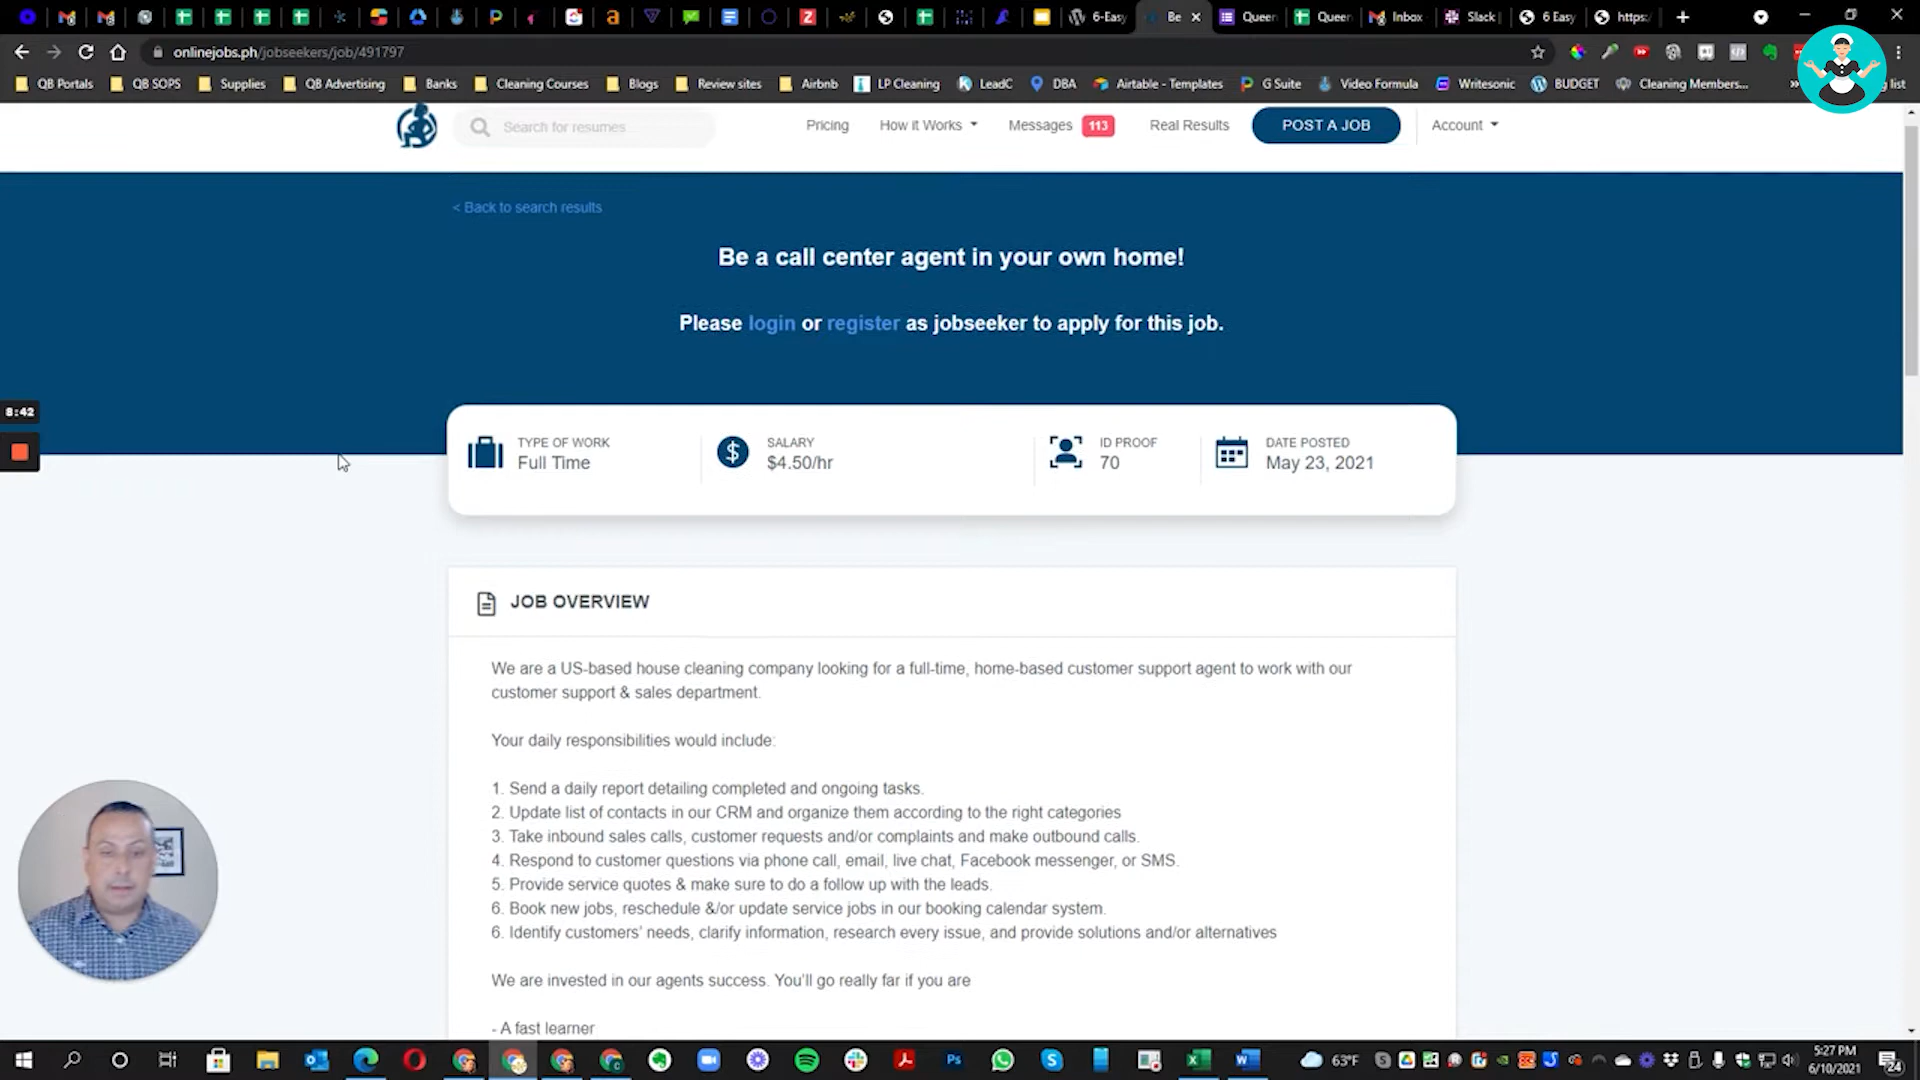 6-Easy
Be
Queer
Queer
Inbox
Slack
6 Easy
https:
onlinejobs.ph/jobseekers/job/491797
QB Portals
QB SOPS
Supplies
QB Advertising
Banks
Cleaning Courses
Blogs
Review sites
Airbnb
LP Cleaning
LeadC
DBA
Airtable - Templates
G Suite
Video Formula
Writesonic
BUDGET
Cleaning Members...
Search for resumes
Pricing
How it Works
Messages 113
Real Results
POST A JOB
Account
< Back to search results
Be a call center agent in your own home!
Please login or register as jobseeker to apply for this job.
8:42
TYPE OF WORK
Full Time
SALARY
$4.50/hr
ID PROOF
70
DATE POSTED
May 23, 2021
JOB OVERVIEW
We are a US-based house cleaning company looking for a full-time, home-based customer support agent to work with our
customer support & sales department.
Your daily responsibilities would include:
1. Send a daily report detailing completed and ongoing tasks.
2. Update list of contacts in our CRM and organize them according to the right categories
3. Take inbound sales calls, customer requests and/or complaints and make outbound calls.
4. Respond to customer questions via phone call, email, live chat, Facebook messenger, or SMS.
5. Provide service quotes & make sure to do a follow up with the leads.
6. Book new jobs, reschedule &/or update service jobs in our booking calendar system.
6. Identify customers' needs, clarify information, research every issue, and provide solutions and/or alternatives
We are invested in our agents success. You'll go really far if you are
- A fast learner
63°F
5:27 PM
6/10/2021
24